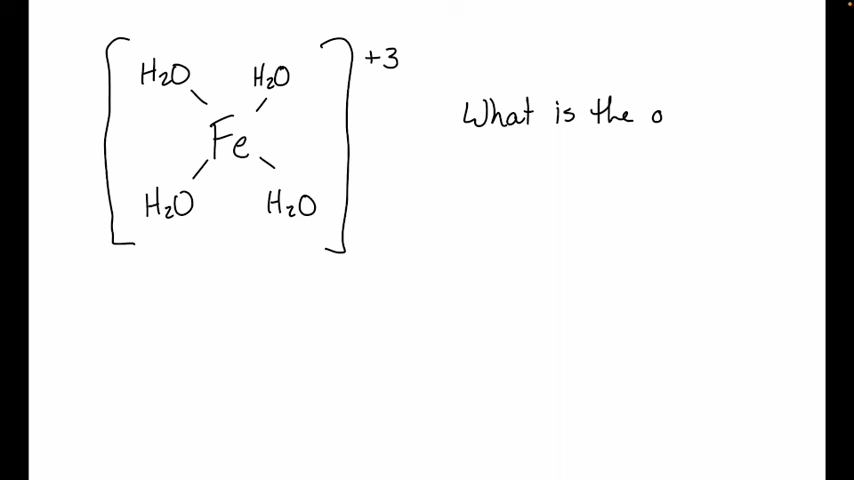 H₂O H₂O +3
What is the o
Fe
H₂O H₂O